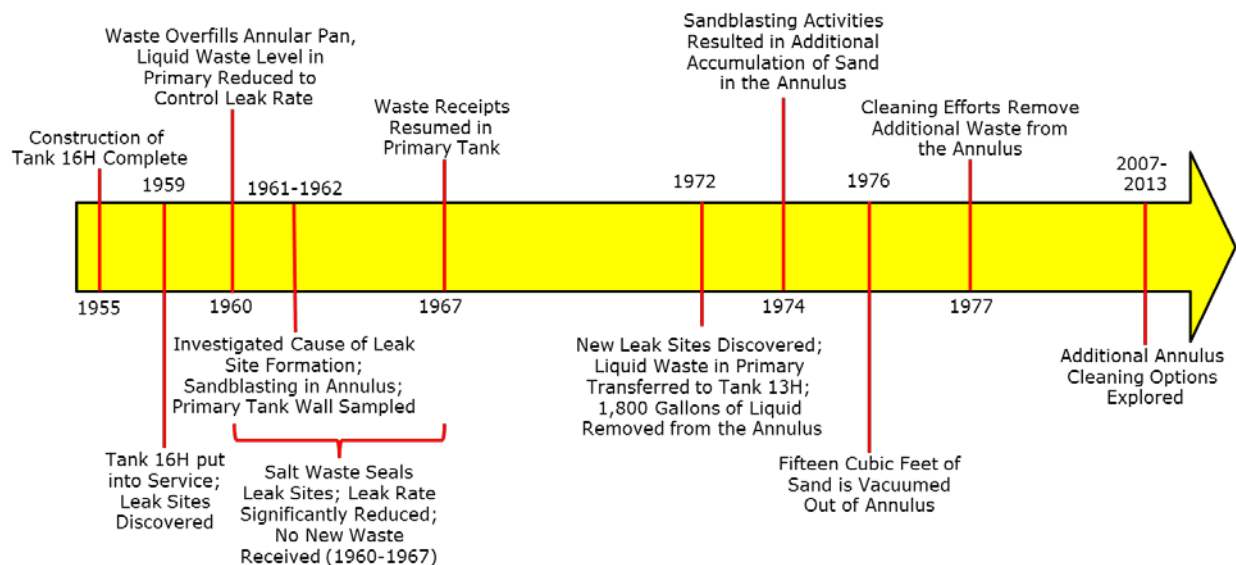 Construction of
Tank 16H Complete
1955
1959
Tank 16H put
into Service;
Leak Sites
Discovered
Waste Overfills Annular Pan,
Liquid Waste Level in
Primary Reduced to
Control Leak Rate
1960
1961-1962
Investigated Cause of Leak
Site Formation;
Sandblasting in Annulus;
Primary Tank Wall Sampled
Salt Waste Seals
Leak Sites; Leak Rate
Significantly Reduced;
No New Waste
Received (1960-1967)
Waste Receipts
Resumed in
Primary Tank
1967
1972
New Leak Sites Discovered;
Liquid Waste in Primary
Transferred to Tank 13H;
1,800 Gallons of Liquid
Removed from the Annulus
Sandblasting Activities
Resulted in Additional
Accumulation of Sand
in the Annulus
1974
1976
Fifteen Cubic Feet of
Sand is Vacuumed
Out of Annulus
Cleaning Efforts Remove
Additional Waste from
the Annulus
1977
2007-
2013
Additional Annulus
Cleaning Options
Explored